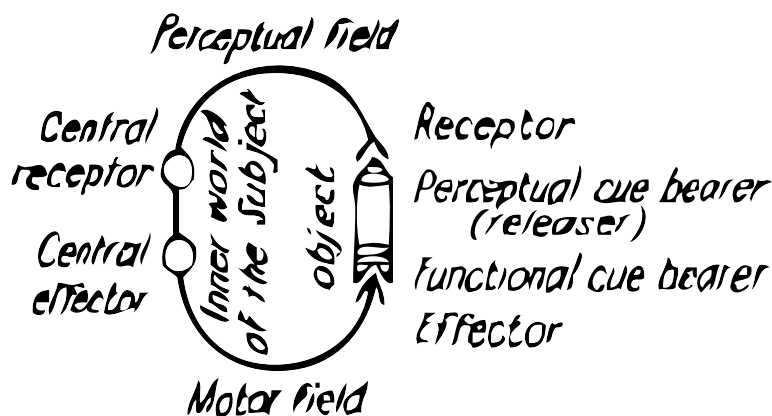 Perceptual field
Central
receptor
Central
effector
Inner world
of the Subject
object
Receptor
Perceptual cue bearer
(releaser)
Functional cue bearer
Effector
Motor field